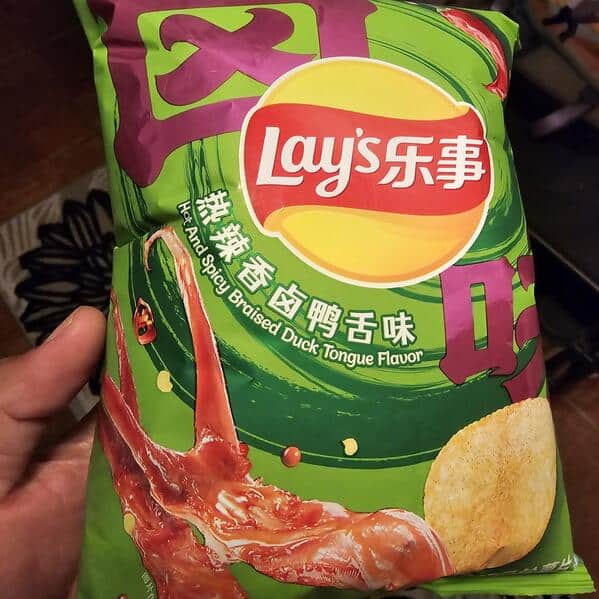 Lay's乐事
热辣香卤鸭舌味
Hot And Spicy Braised Duck Tongue Flavor